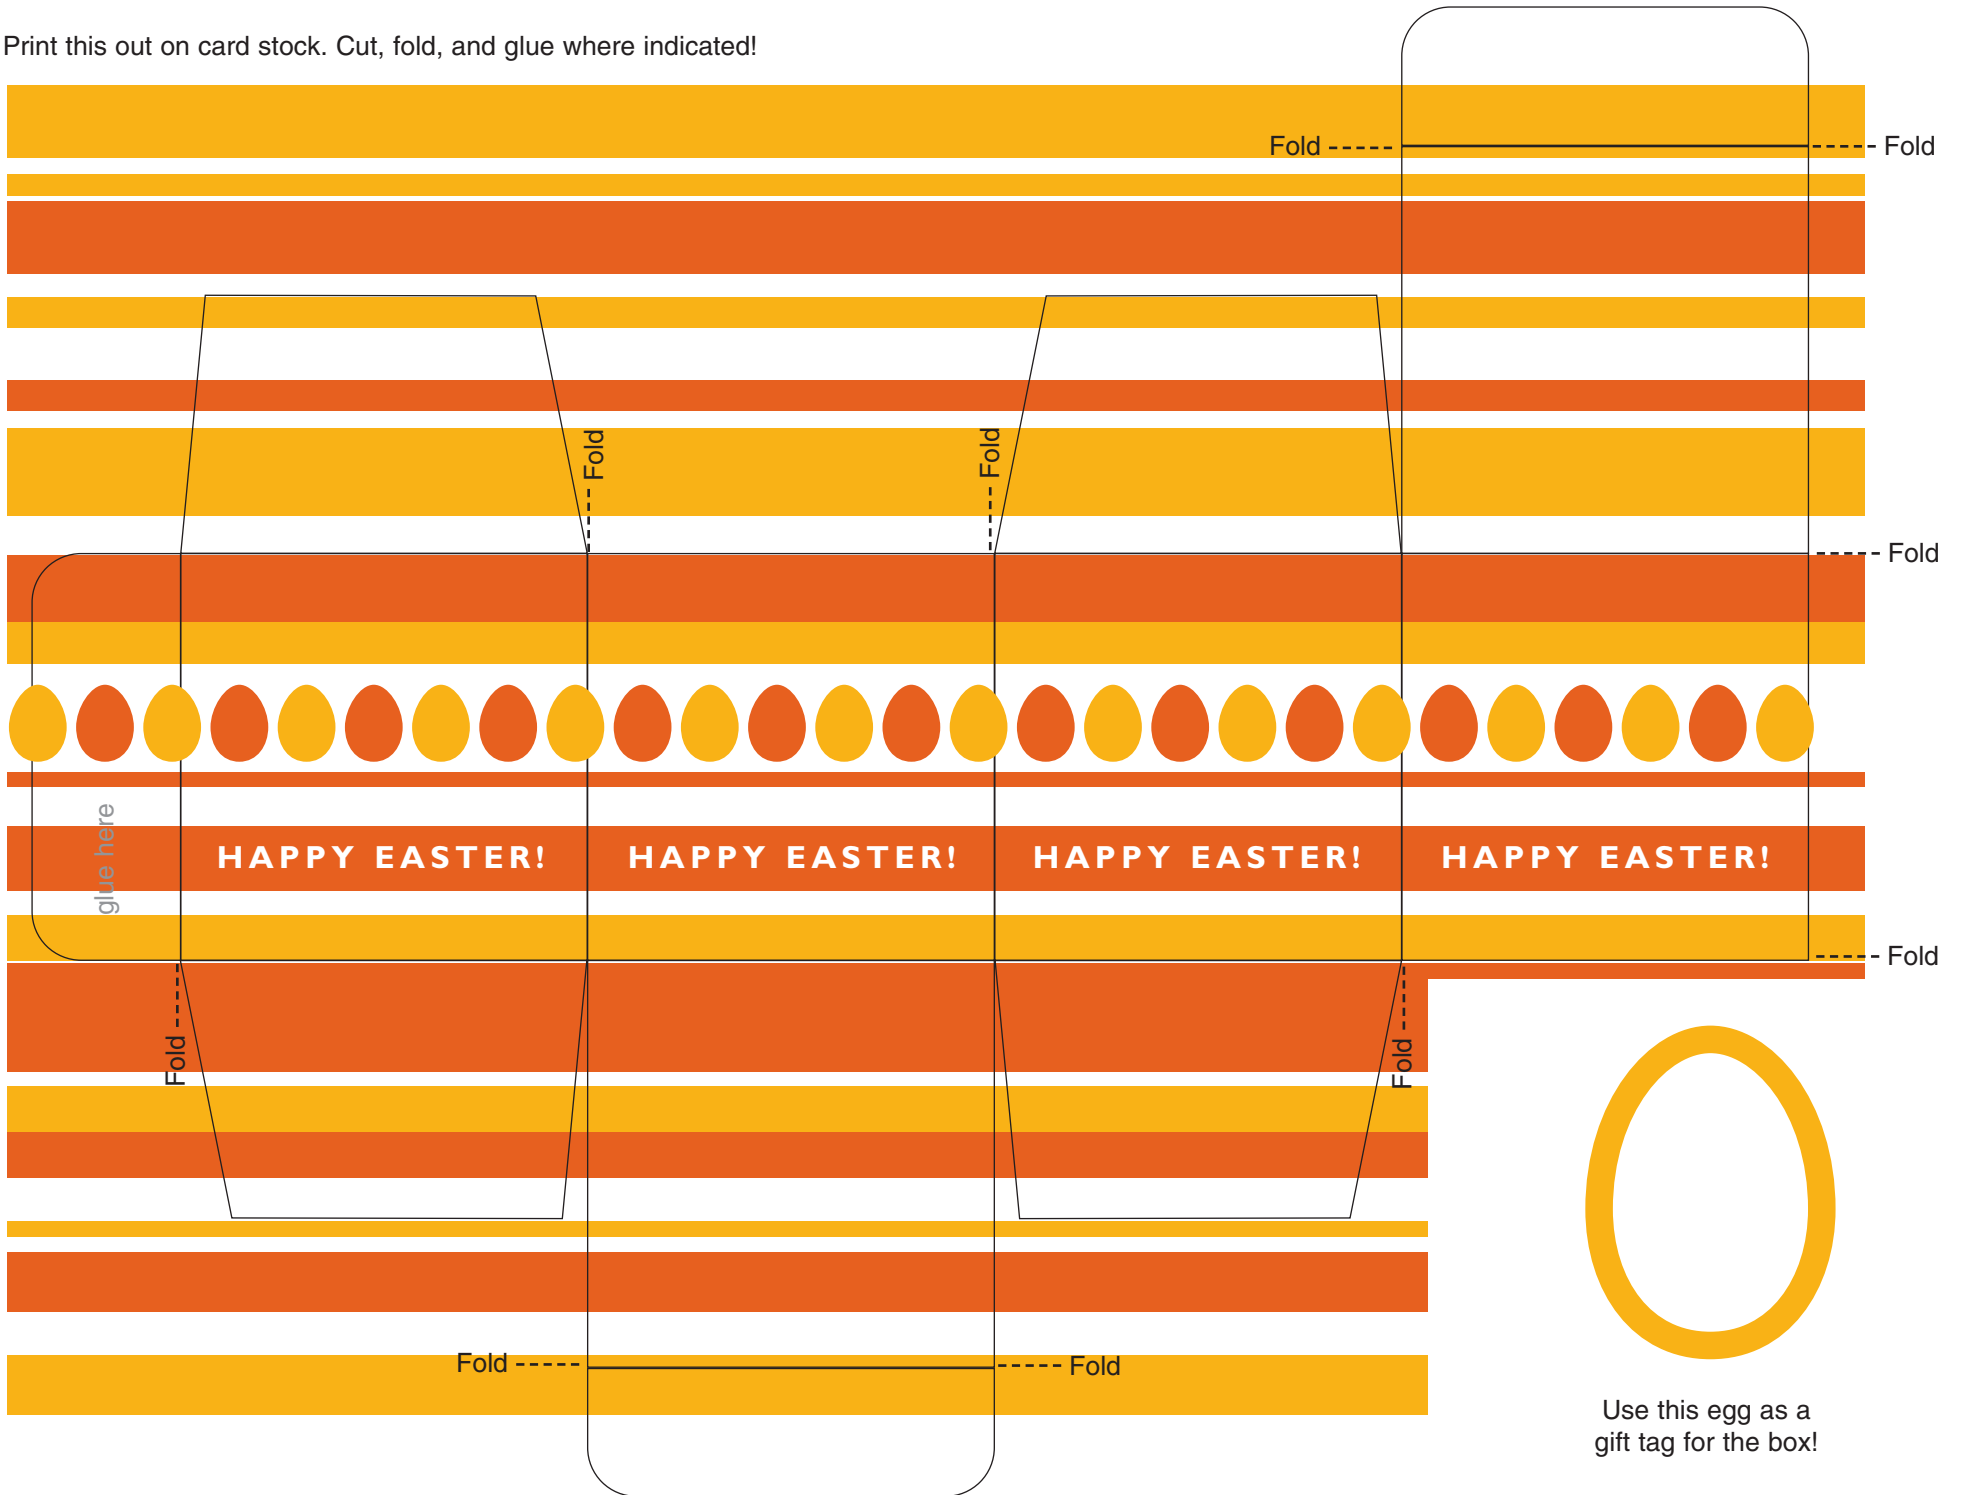 Print this out on card stock. Cut, fold, and glue where indicated!
Fold
Fold
Fold
Fold
Fold
glue here
HAPPY EASTER!
HAPPY EASTER!
HAPPY EASTER!
HAPPY EASTER!
Fold
Fold
Fold
Fold
Fold
Use this egg as a
gift tag for the box!